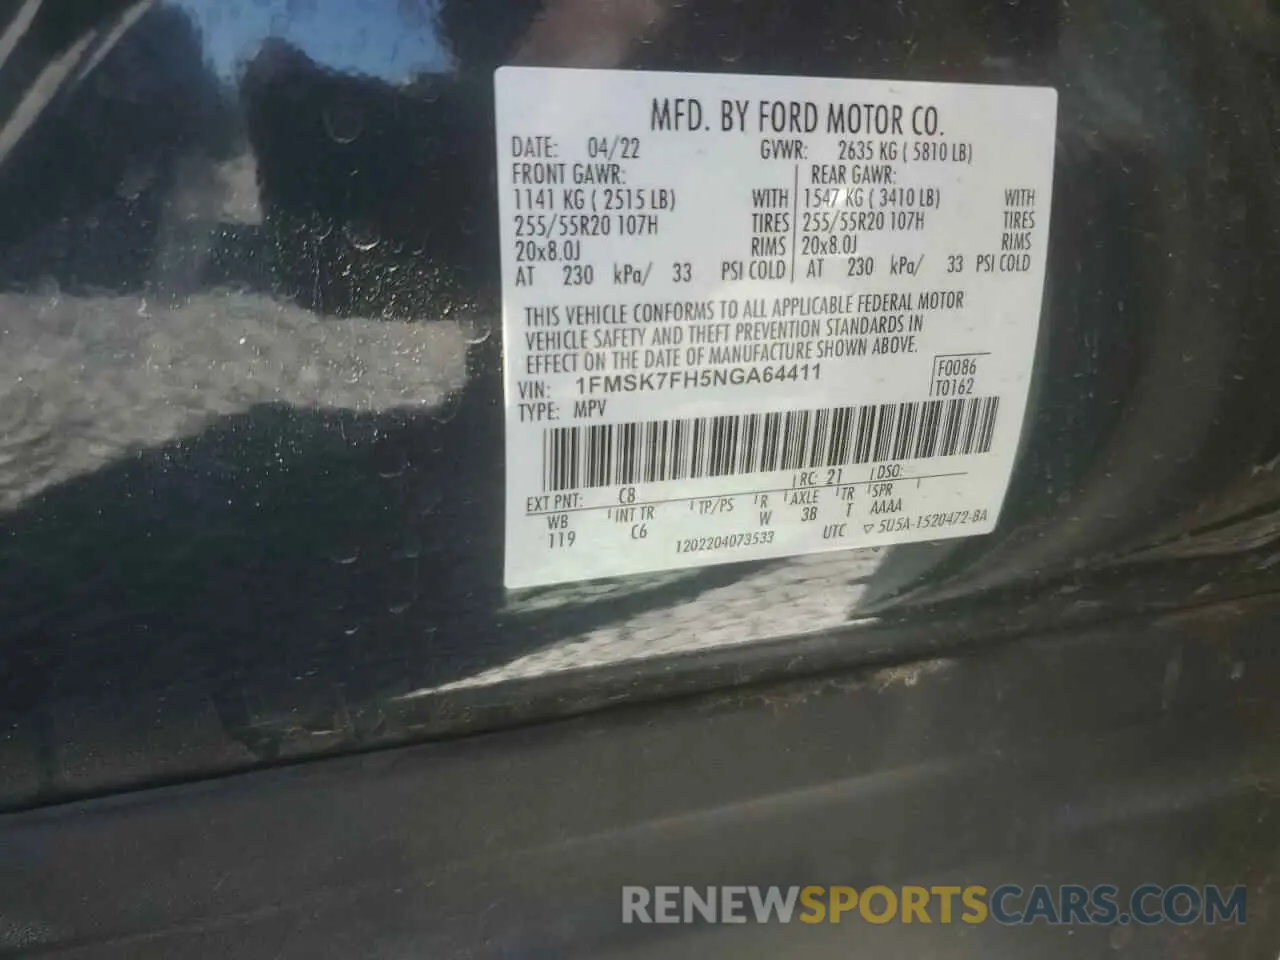 MFD. BY FORD MOTOR CO.
DATE: 04/22 GVWR: 2635 KG ( 5810 LB)
FRONT GAWR: REAR GAWR:
1141 KG ( 2515 LB) WITH 1547 KG ( 3410 LB) WITH
255/55R20 107H TIRES 255/55R20 107H TIRES
20x8.0J RIMS 20x8.0J RIMS
AT 230 kPa/ 33 PSI COLD AT 230 kPa/ 33 PSI COLD
THIS VEHICLE CONFORMS TO ALL APPLICABLE FEDERAL MOTOR
VEHICLE SAFETY AND THEFT PREVENTION STANDARDS IN
EFFECT ON THE DATE OF MANUFACTURE SHOWN ABOVE.
VIN: 1FMSK7FH5NGA64411 F0086
TYPE: MPV T0162
EXT PNT: C8 RC: 21 DSO:
WB INT TR TP/PS R AXLE TR SPR
119 C6 W 3B T AAAA
1202204073533 UTC ▽ 5U5A-1520472-BA
RENEWSPORTSCARS.COM